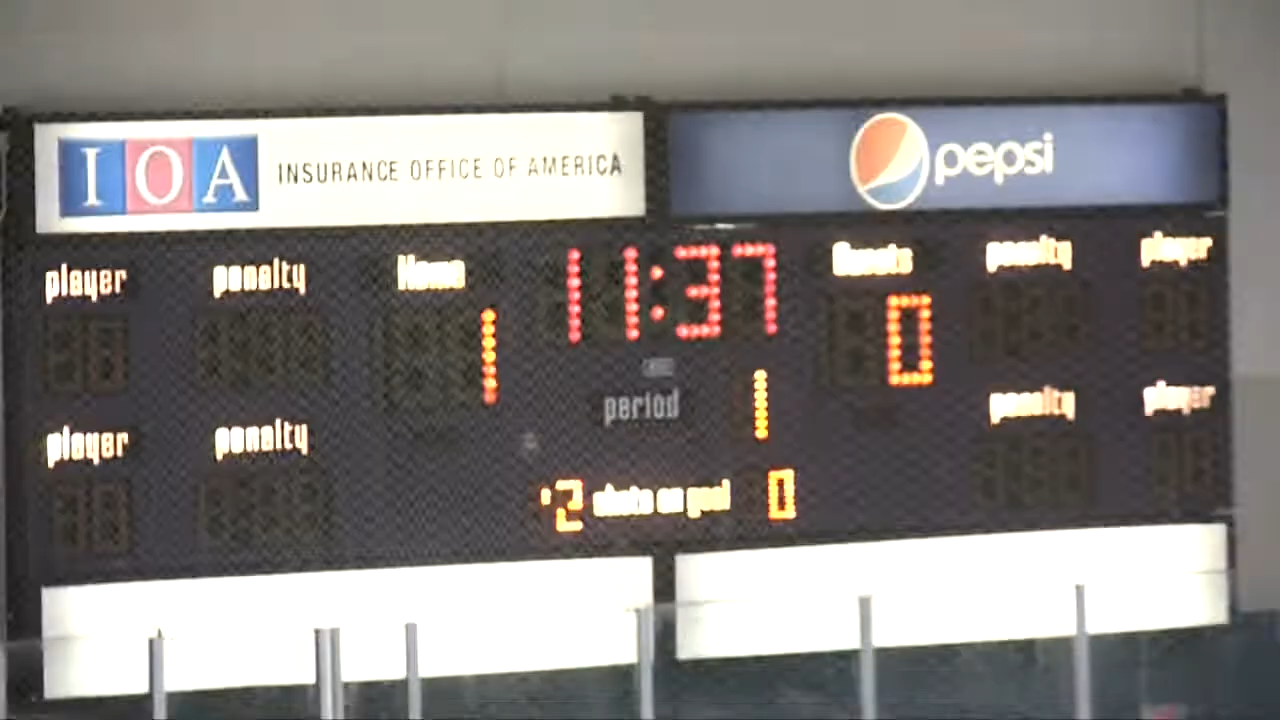 IOA INSURANCE OFFICE OF AMERICA
pepsi
player penalty Home 11:37 Guests penalty player
1 0
period 1
player penalty penalty player
2 shots on goal 0